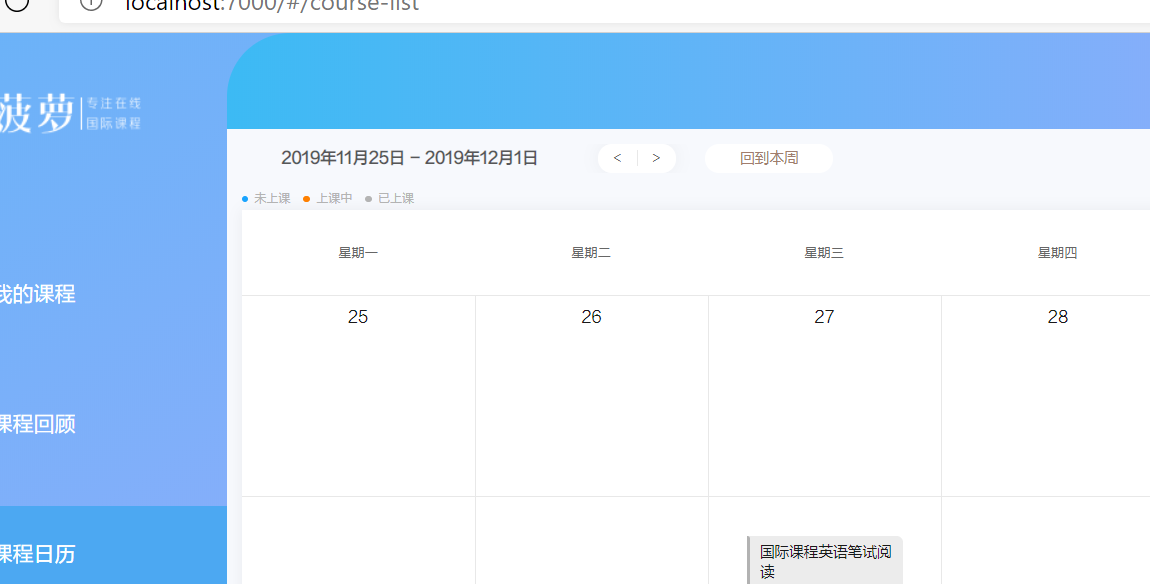 localhost:7000/#/course-list
菠萝 专注在线
国际课程
2019年11月25日 – 2019年12月1日 < > 回到本周
未上课 上课中 已上课
星期一 星期二 星期三 星期四
我的课程
25 26 27 28
课程回顾
课程日历
国际课程英语笔试阅
读